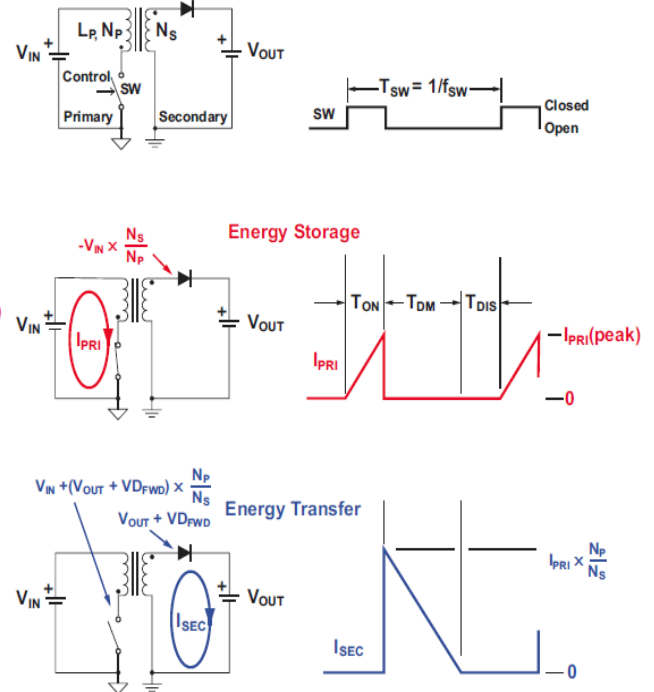 L_P, N_P N_S
V_IN + + V_OUT
Control
SW
Primary Secondary
T_SW = 1/f_SW
SW Closed
Open
-V_IN x N_S/N_P
Energy Storage
V_IN + I_PRI + V_OUT
T_ON T_DM T_DIS
I_PRI I_PRI(peak)
0
V_IN +(V_OUT + VD_FWD) x N_P/N_S
V_OUT + VD_FWD
Energy Transfer
V_IN + I_SEC + V_OUT
I_PRI x N_P/N_S
I_SEC
0